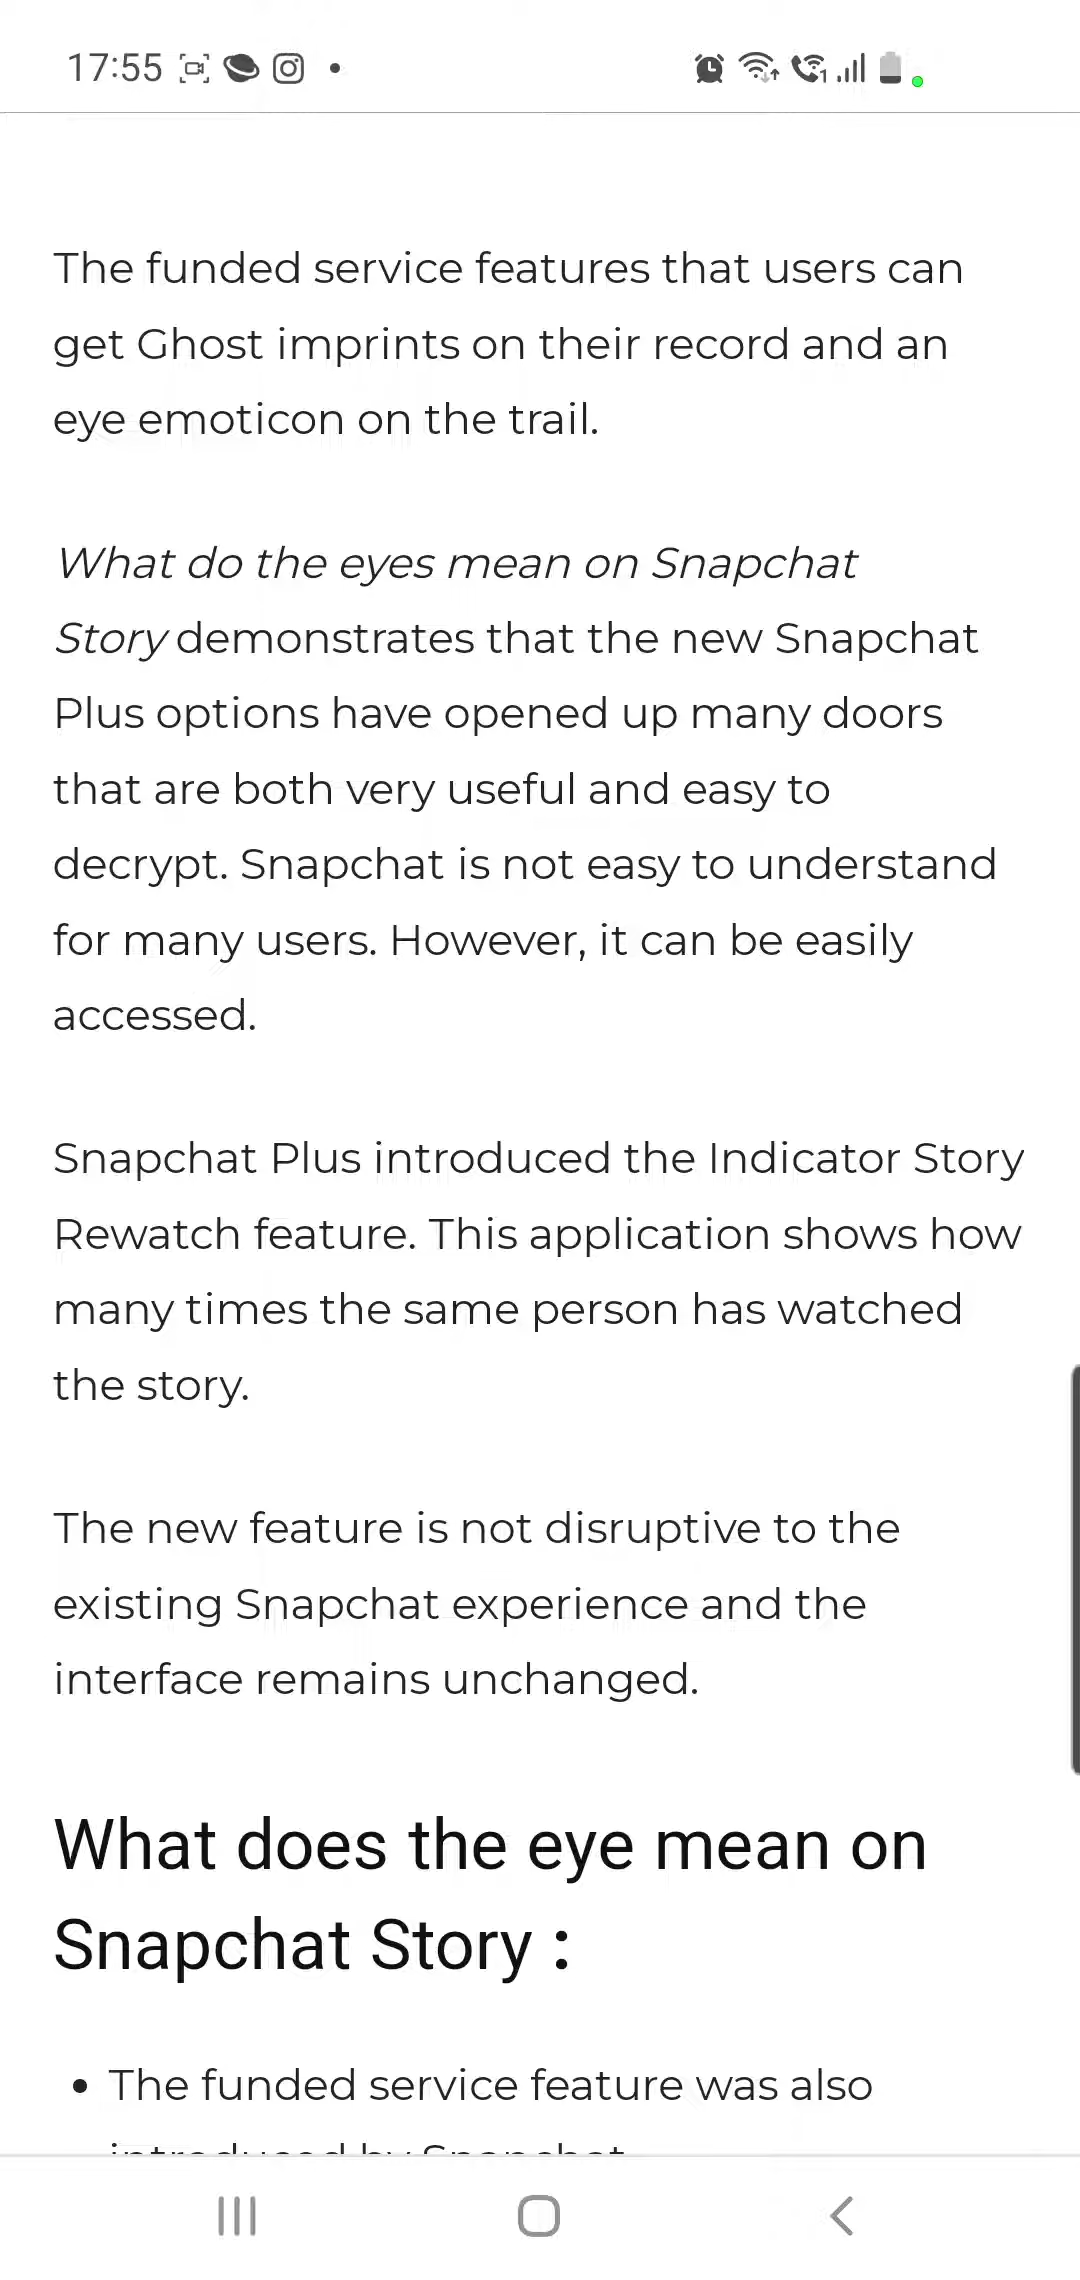 17:55
The funded service features that users can
get Ghost imprints on their record and an
eye emoticon on the trail.
What do the eyes mean on Snapchat
Story demonstrates that the new Snapchat
Plus options have opened up many doors
that are both very useful and easy to
decrypt. Snapchat is not easy to understand
for many users. However, it can be easily
accessed.
Snapchat Plus introduced the Indicator Story
Rewatch feature. This application shows how
many times the same person has watched
the story.
The new feature is not disruptive to the
existing Snapchat experience and the
interface remains unchanged.
What does the eye mean on
Snapchat Story :
• The funded service feature was also
introduced by Snapchat